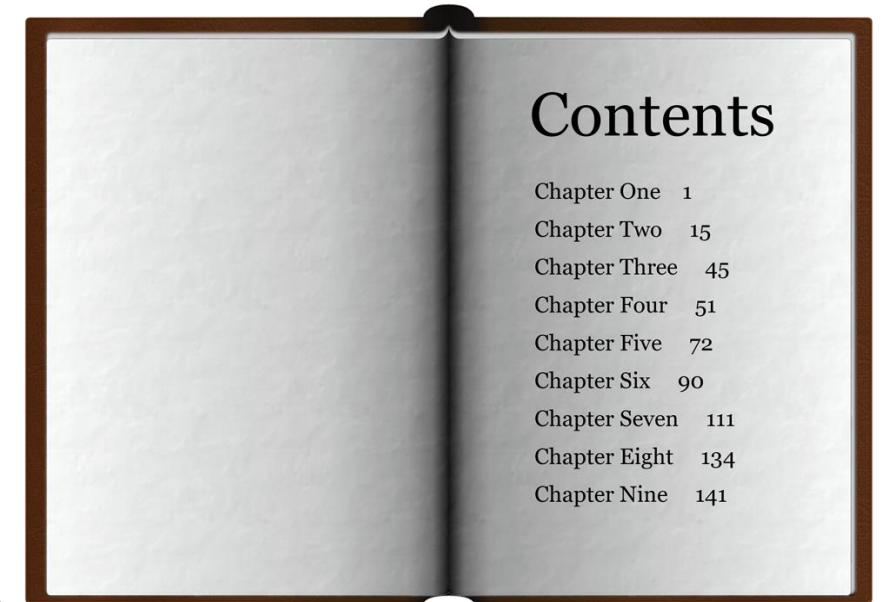 Contents
Chapter One 1
Chapter Two 15
Chapter Three 45
Chapter Four 51
Chapter Five 72
Chapter Six 90
Chapter Seven 111
Chapter Eight 134
Chapter Nine 141